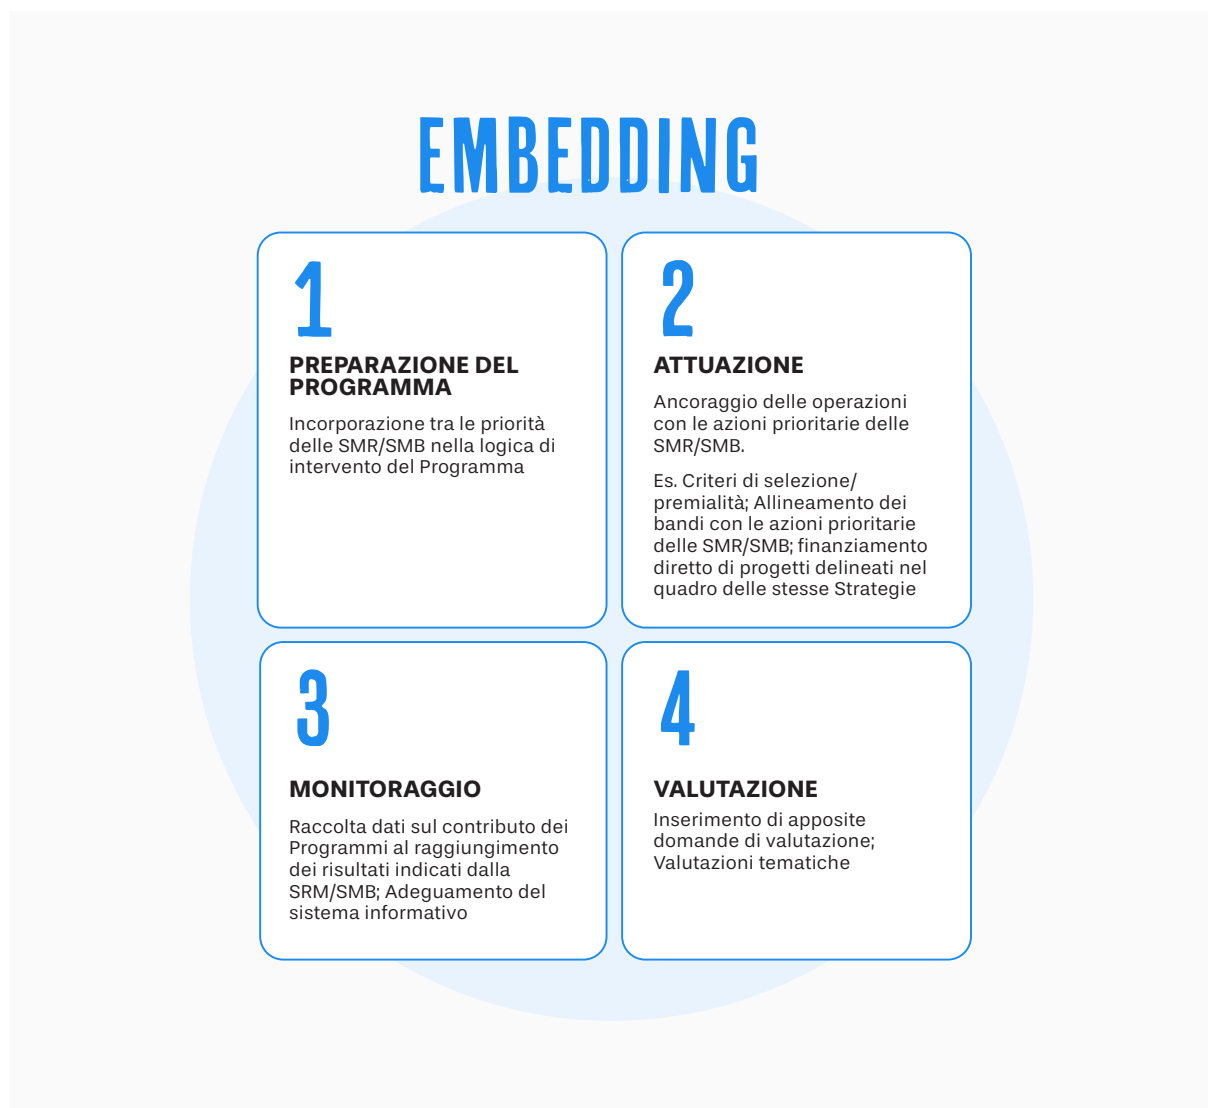 EMBEDDING
1
PREPARAZIONE DEL
PROGRAMMA
Incorporazione tra le priorità
delle SMR/SMB nella logica di
intervento del Programma
2
ATTUAZIONE
Ancoraggio delle operazioni
con le azioni prioritarie delle
SMR/SMB.
Es. Criteri di selezione/
premialità; Allineamento dei
bandi con le azioni prioritarie
delle SMR/SMB; finanziamento
diretto di progetti delineati nel
quadro delle stesse Strategie
3
MONITORAGGIO
Raccolta dati sul contributo dei
Programmi al raggiungimento
dei risultati indicati dalla
SRM/SMB; Adeguamento del
sistema informativo
4
VALUTAZIONE
Inserimento di apposite
domande di valutazione;
Valutazioni tematiche